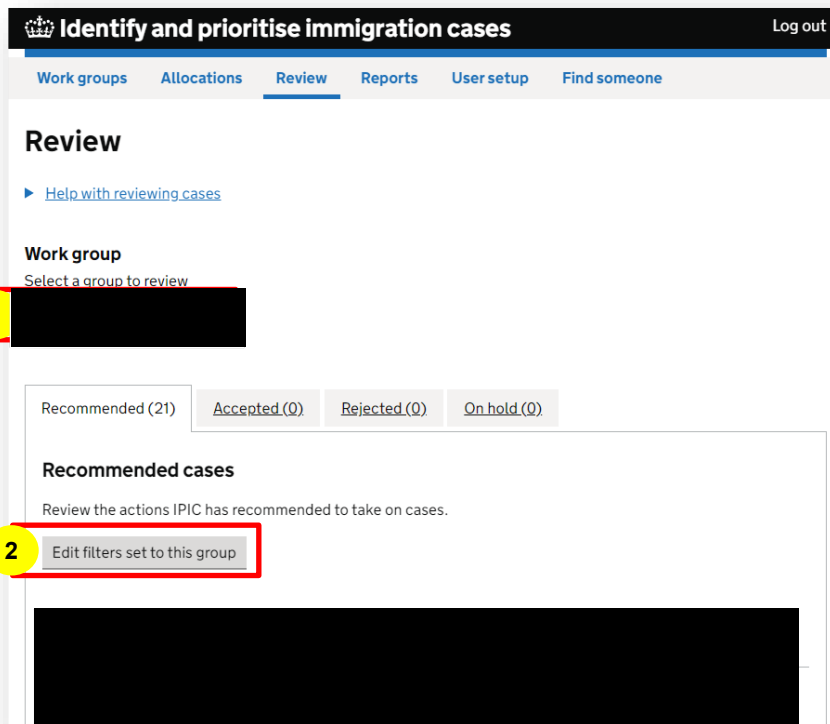 Identify and prioritise immigration cases
Log out
Work groups Allocations Review Reports User setup Find someone
Review
Help with reviewing cases
Work group
Select a group to review
Recommended (21) Accepted (0) Rejected (0) On hold (0)
Recommended cases
Review the actions IPIC has recommended to take on cases.
2
Edit filters set to this group